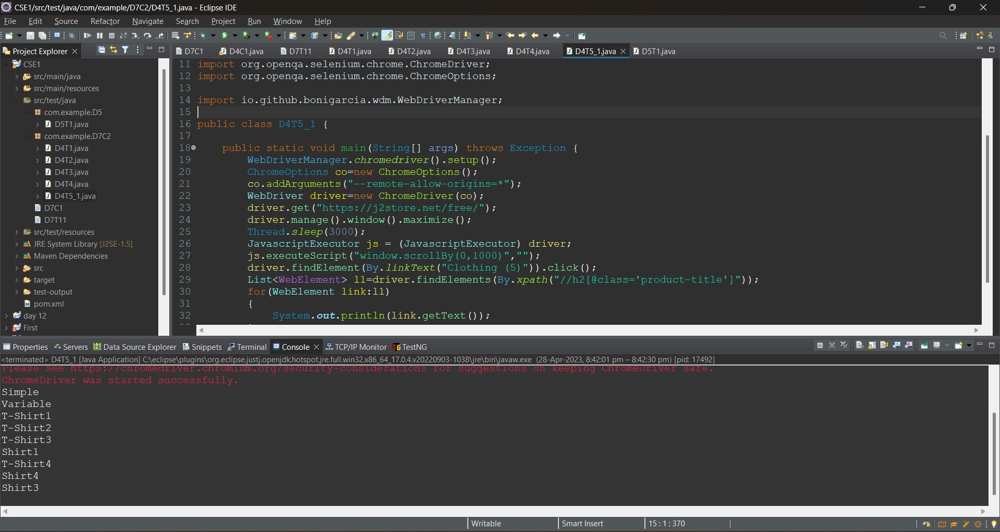 CSE1/src/test/java/com/example/D7C2/D4T5_1.java - Eclipse IDE
File Edit Source Refactor Navigate Search Project Run Window Help
Project Explorer
D7C1 D4C1.java D7T11 D4T1.java D4T2.java D4T3.java D4T4.java D4T5_1.java D5T1.java
CSE1
src/main/java
src/main/resources
src/test/java
com.example.D5
D5T1.java
com.example.D7C2
D4T1.java
D4T2.java
D4T3.java
D4T4.java
D4T5_1.java
D7C1
D7T11
src/test/resources
JRE System Library [J2SE-1.5]
Maven Dependencies
src
target
test-output
pom.xml
day 12
First
11 import org.openqa.selenium.chrome.ChromeDriver;
12 import org.openqa.selenium.chrome.ChromeOptions;
13
14 import io.github.bonigarcia.wdm.WebDriverManager;
15
16 public class D4T5_1 {
17
18 public static void main(String[] args) throws Exception {
19 WebDriverManager.chromedriver().setup();
20 ChromeOptions co=new ChromeOptions();
21 co.addArguments("--remote-allow-origins=*");
22 WebDriver driver=new ChromeDriver(co);
23 driver.get("https://j2store.net/free/");
24 driver.manage().window().maximize();
25 Thread.sleep(3000);
26 JavascriptExecutor js = (JavascriptExecutor) driver;
27 js.executeScript("window.scrollBy(0,1000)","");
28 driver.findElement(By.linkText("Clothing (5)")).click();
29 List<WebElement> l1=driver.findElements(By.xpath("//h2[@class='product-title']"));
30 for(WebElement link:l1)
31 {
32 System.out.println(link.getText());
Properties Servers Data Source Explorer Snippets Terminal Console TCP/IP Monitor TestNG
<terminated> D4T5_1 [Java Application] C:\eclipse\plugins\org.eclipse.justj.openjdk.hotspot.jre.full.win32.x86_64_17.0.4.v20220903-1038\jre\bin\javaw.exe (28-Apr-2023, 8:42:01 pm – 8:42:30 pm) [pid: 17492]
Please see https://chromedriver.chromium.org/security-considerations for suggestions on keeping ChromeDriver safe.
ChromeDriver was started successfully.
Simple
Variable
T-Shirt1
T-Shirt2
T-Shirt3
Shirt1
T-Shirt4
Shirt4
Shirt3
Writable Smart Insert 15 : 1 : 370